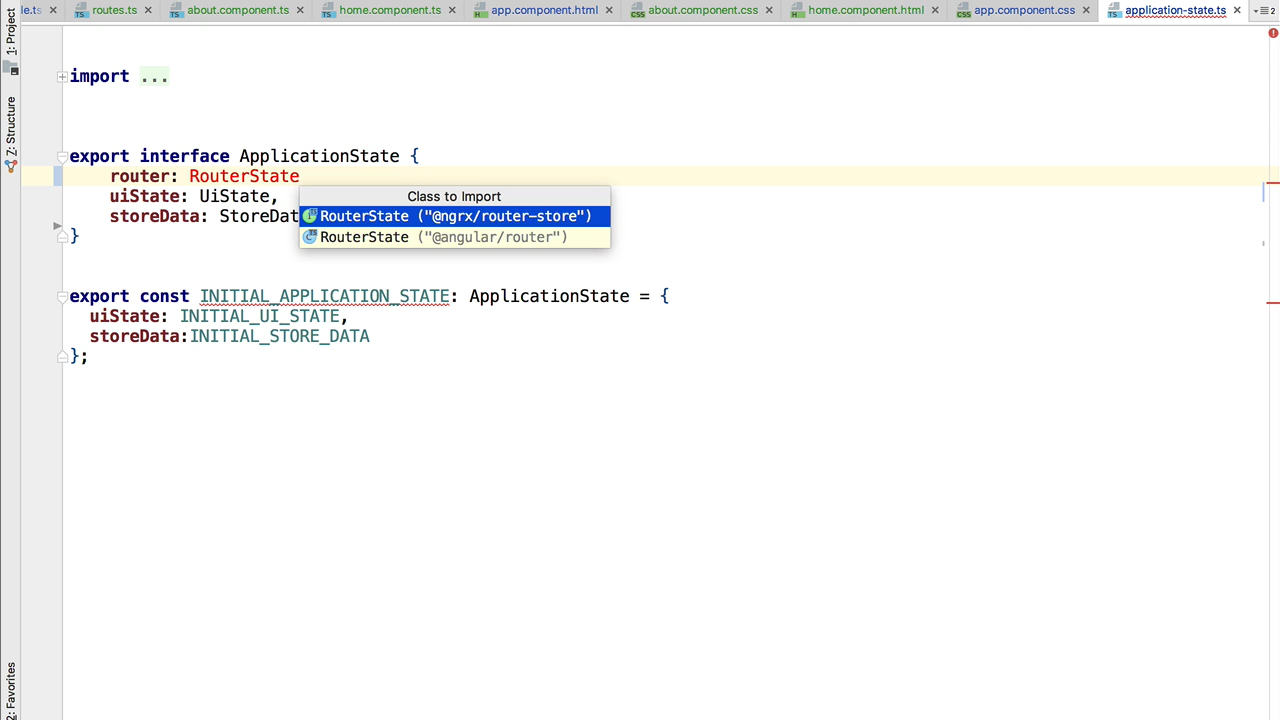 le.ts
routes.ts
about.component.ts
home.component.ts
app.component.html
about.component.css
home.component.html
app.component.css
application-state.ts
2
1: Project
Z: Structure
2: Favorites
import ...
export interface ApplicationState {
router: RouterState
uiState: UiState,
storeData: StoreDat
}
Class to Import
RouterState ("@ngrx/router-store")
RouterState ("@angular/router")
export const INITIAL_APPLICATION_STATE: ApplicationState = {
uiState: INITIAL_UI_STATE,
storeData:INITIAL_STORE_DATA
};